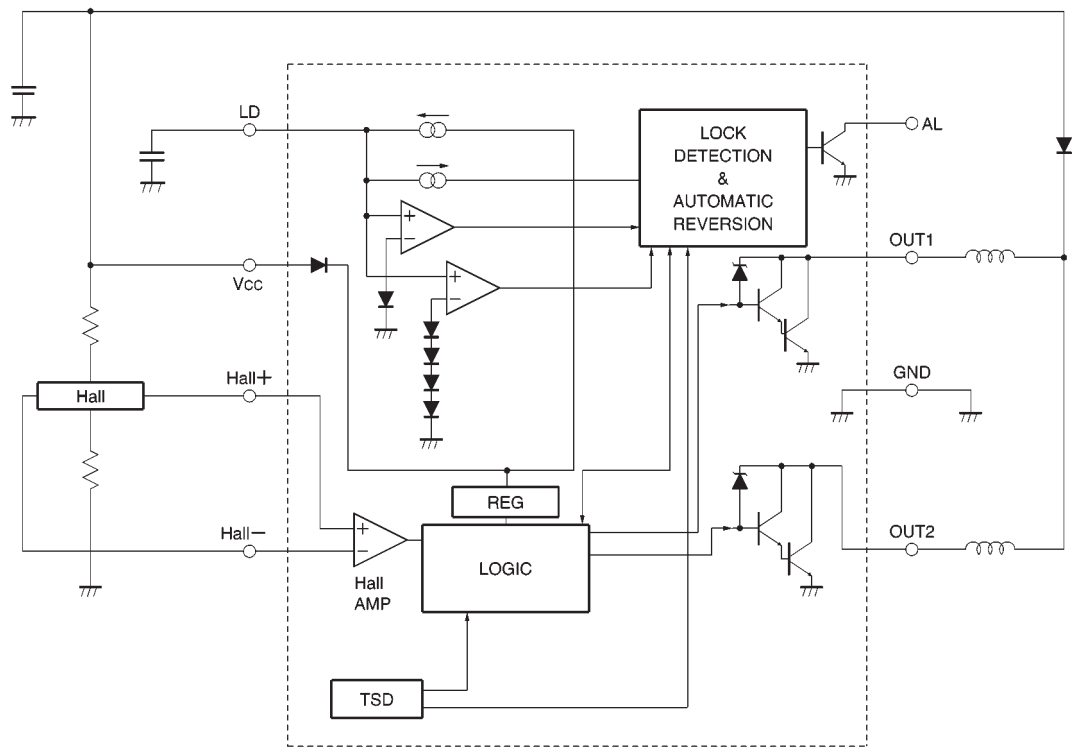 LD
LOCK
DETECTION
&
AUTOMATIC
REVERSION
AL
+
−
OUT1
Vcc
+
−
Hall
Hall+
GND
REG
Hall−
+
−
LOGIC
OUT2
Hall
AMP
TSD